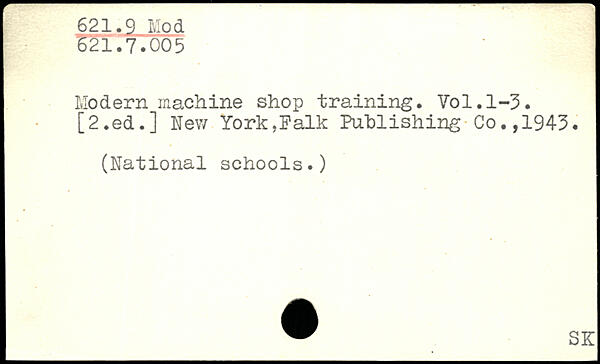 621.9 Mod
621.7.005
Modern machine shop training. Vol.1-3.
[2.ed.] New York,Falk Publishing Co.,1943.
(National schools.)
SK